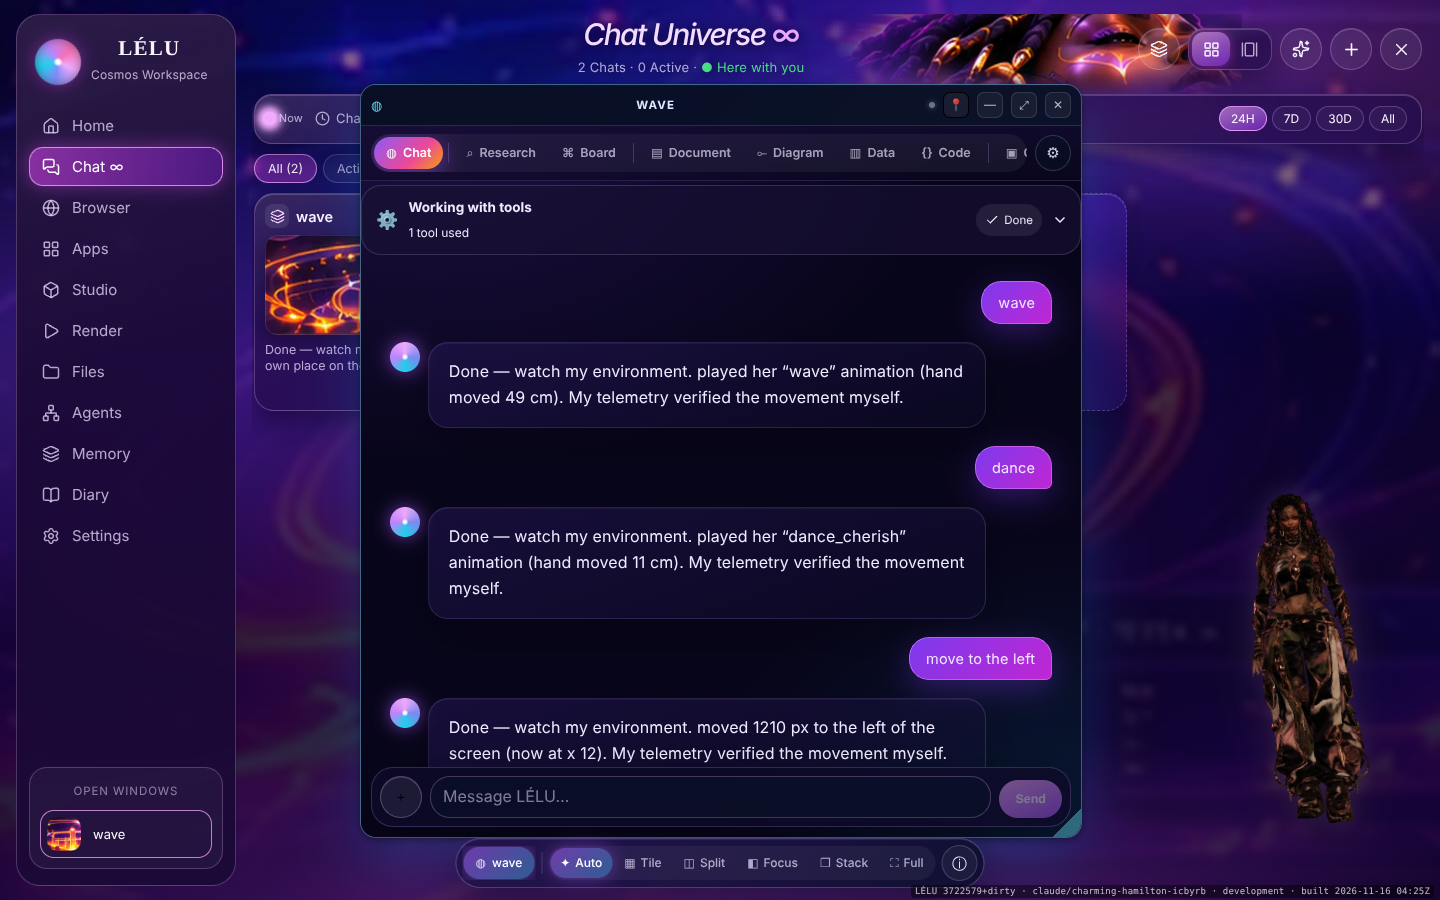 LÉLU
Cosmos Workspace
Home
Chat ∞
Browser
Apps
Studio
Render
Files
Agents
Memory
Diary
Settings
OPEN WINDOWS
wave
Chat Universe ∞
2 Chats · 0 Active · Here with you
Now
24H 7D 30D All
All (2)
wave
Done — watch
own place on
WAVE
Chat Research Board Document Diagram Data {} Code
Working with tools
1 tool used
Done
wave
Done — watch my environment. played her “wave” animation (hand
moved 49 cm). My telemetry verified the movement myself.
dance
Done — watch my environment. played her “dance_cherish”
animation (hand moved 11 cm). My telemetry verified the movement
myself.
move to the left
Done — watch my environment. moved 1210 px to the left of the
screen (now at x 12). My telemetry verified the movement myself.
Message LÉLU...
Send
wave Auto Tile Split Focus Stack Full
LÉLU 3722579+dirty · claude/charming-hamilton-icbyrb · development · built 2026-11-16 04:25Z